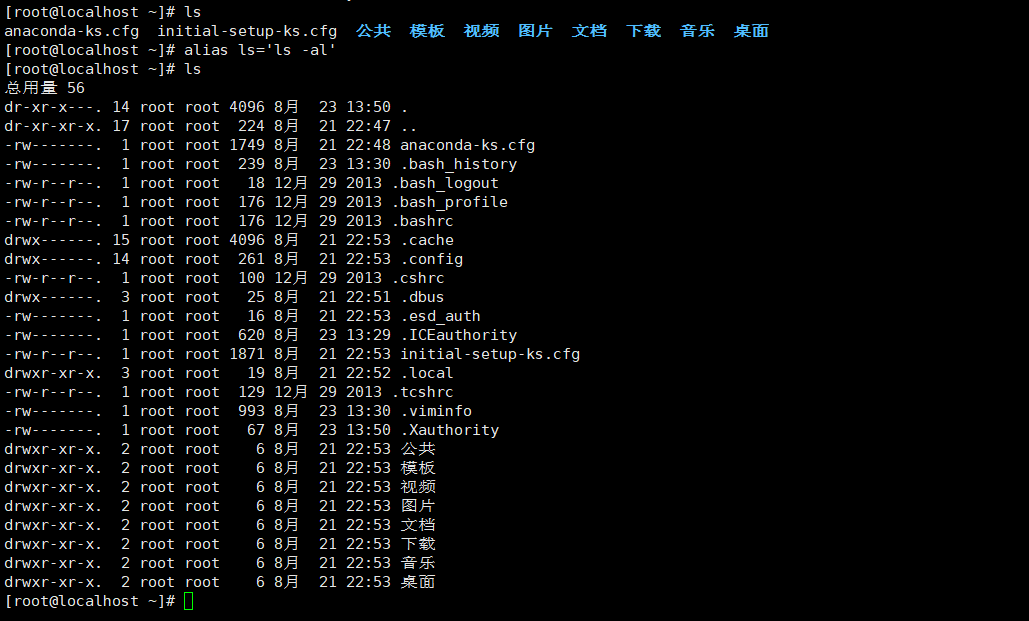 [root@localhost ~]# ls
anaconda-ks.cfg  initial-setup-ks.cfg  公共  模板  视频  图片  文档  下载  音乐  桌面
[root@localhost ~]# alias ls='ls -al'
[root@localhost ~]# ls
总用量 56
dr-xr-x---. 14 root root 4096 8月  23 13:50 .
dr-xr-xr-x. 17 root root  224 8月  21 22:47 ..
-rw-------.  1 root root 1749 8月  21 22:48 anaconda-ks.cfg
-rw-------.  1 root root  239 8月  23 13:30 .bash_history
-rw-r--r--.  1 root root   18 12月 29 2013 .bash_logout
-rw-r--r--.  1 root root  176 12月 29 2013 .bash_profile
-rw-r--r--.  1 root root  176 12月 29 2013 .bashrc
drwx------. 15 root root 4096 8月  21 22:53 .cache
drwx------. 14 root root  261 8月  21 22:53 .config
-rw-r--r--.  1 root root  100 12月 29 2013 .cshrc
drwx------.  3 root root   25 8月  21 22:51 .dbus
-rw-------.  1 root root   16 8月  21 22:53 .esd_auth
-rw-------.  1 root root  620 8月  23 13:29 .ICEauthority
-rw-r--r--.  1 root root 1871 8月  21 22:53 initial-setup-ks.cfg
drwxr-xr-x.  3 root root   19 8月  21 22:52 .local
-rw-r--r--.  1 root root  129 12月 29 2013 .tcshrc
-rw-------.  1 root root  993 8月  23 13:30 .viminfo
-rw-------.  1 root root   67 8月  23 13:50 .Xauthority
drwxr-xr-x.  2 root root    6 8月  21 22:53 公共
drwxr-xr-x.  2 root root    6 8月  21 22:53 模板
drwxr-xr-x.  2 root root    6 8月  21 22:53 视频
drwxr-xr-x.  2 root root    6 8月  21 22:53 图片
drwxr-xr-x.  2 root root    6 8月  21 22:53 文档
drwxr-xr-x.  2 root root    6 8月  21 22:53 下载
drwxr-xr-x.  2 root root    6 8月  21 22:53 音乐
drwxr-xr-x.  2 root root    6 8月  21 22:53 桌面
[root@localhost ~]#